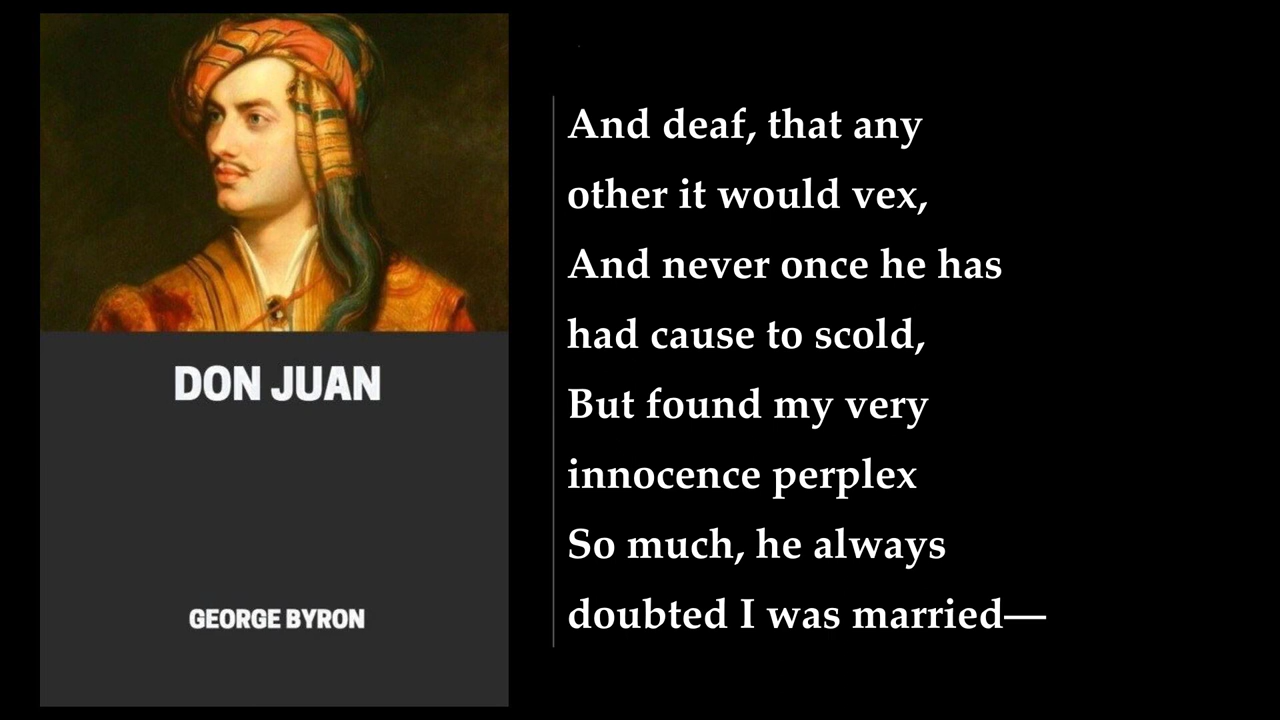 DON JUAN
GEORGE BYRON
And deaf, that any
other it would vex,
And never once he has
had cause to scold,
But found my very
innocence perplex
So much, he always
doubted I was married—